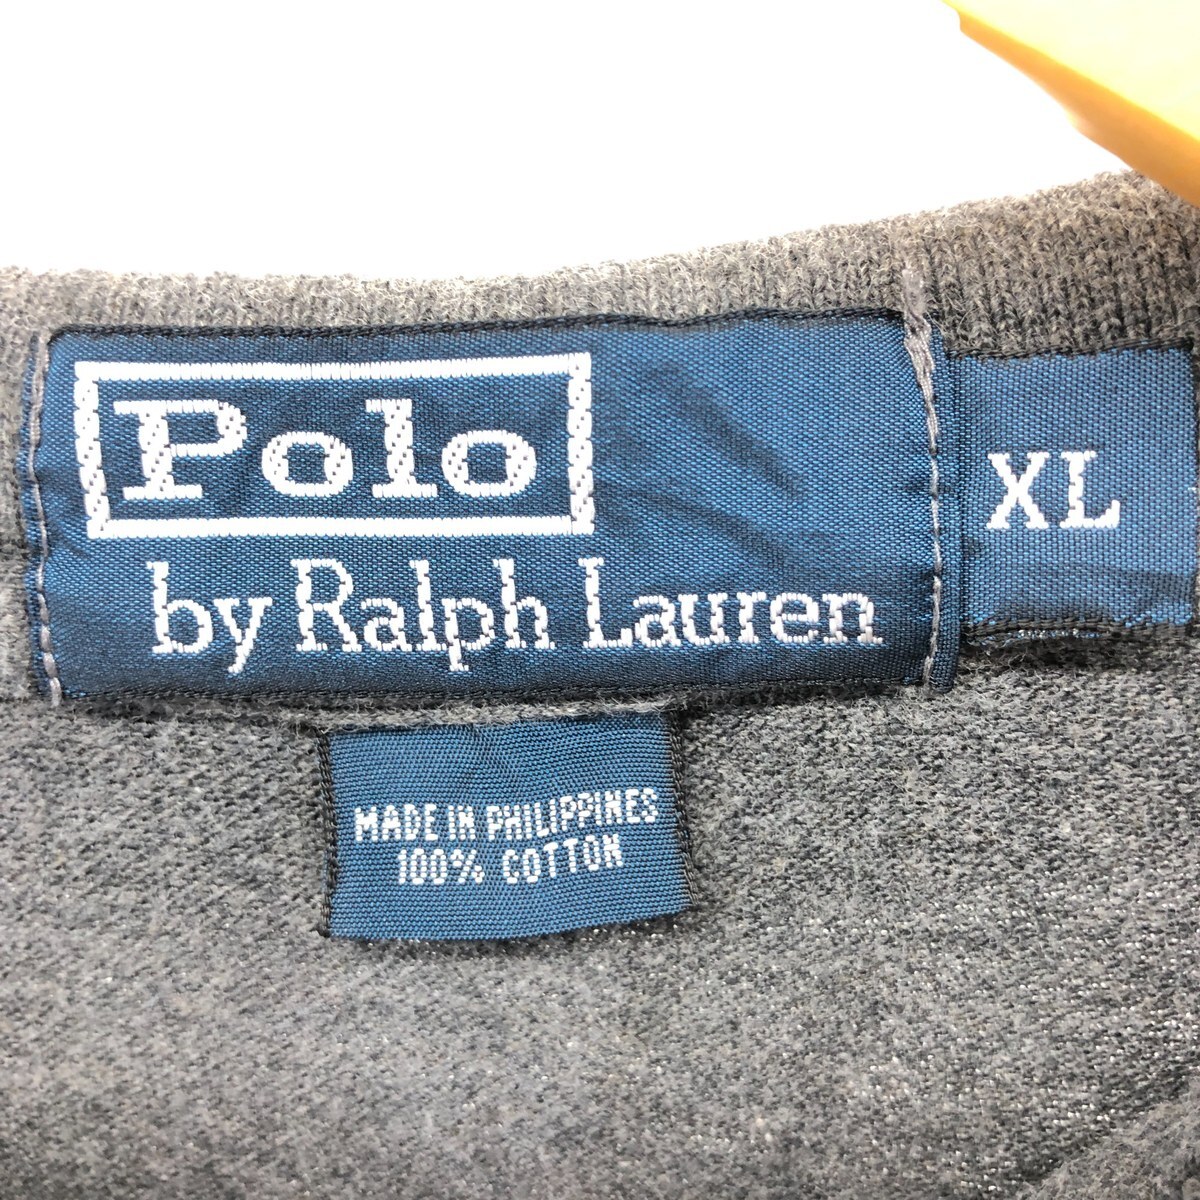 Polo
by Ralph Lauren
XL
MADE IN PHILIPPINES
100% COTTON